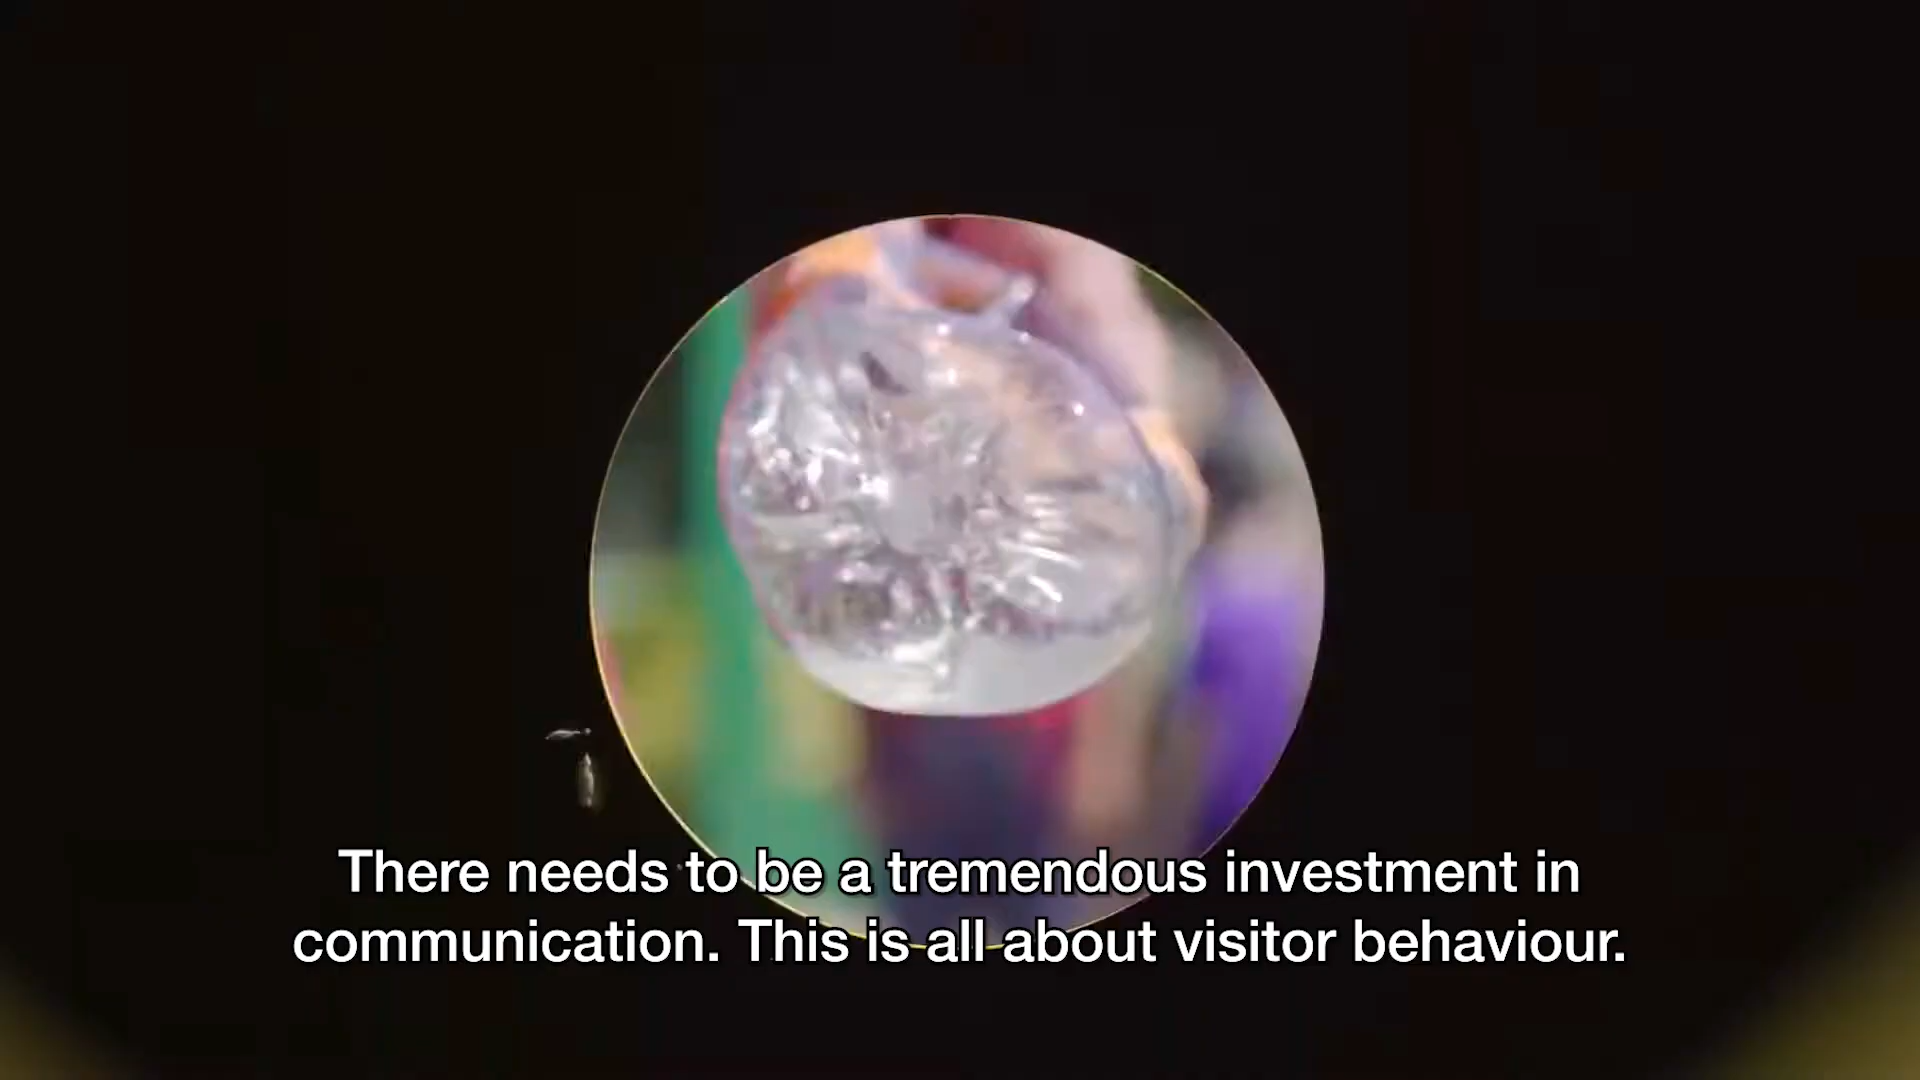 There needs to be a tremendous investment in
communication. This is all about visitor behaviour.